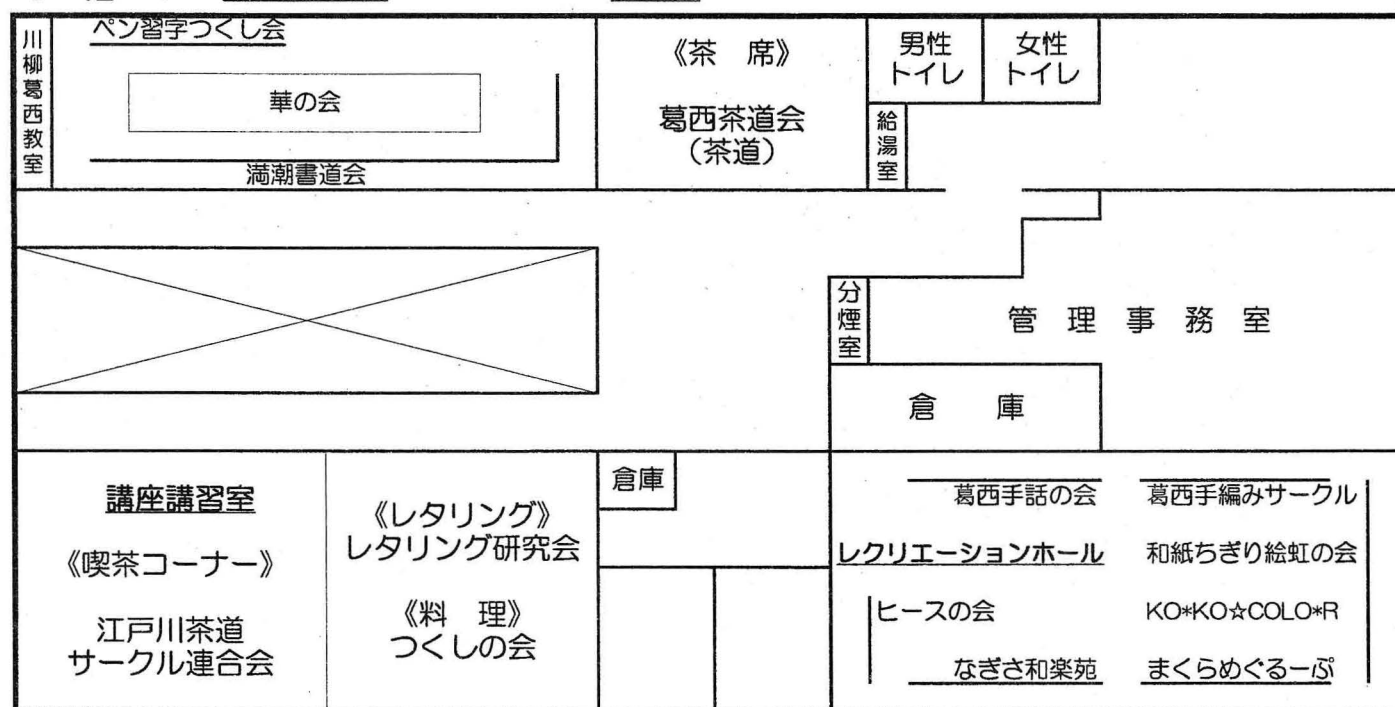 ペン習字つくし会
川柳葛西教室
華の会
満潮書道会
《茶　席》
葛西茶道会
（茶道）
男性
トイレ
女性
トイレ
給湯室
分煙室
管　理　事　務　室
倉　庫
講座講習室
《喫茶コーナー》
江戸川茶道
サークル連合会
《レタリング》
レタリング研究会
《料　理》
つくしの会
倉庫
葛西手話の会
葛西手編みサークル
レクリエーションホール
和紙ちぎり絵虹の会
ヒースの会
KO*KO☆COLO*R
なぎさ和楽苑
まくらめぐるーぷ